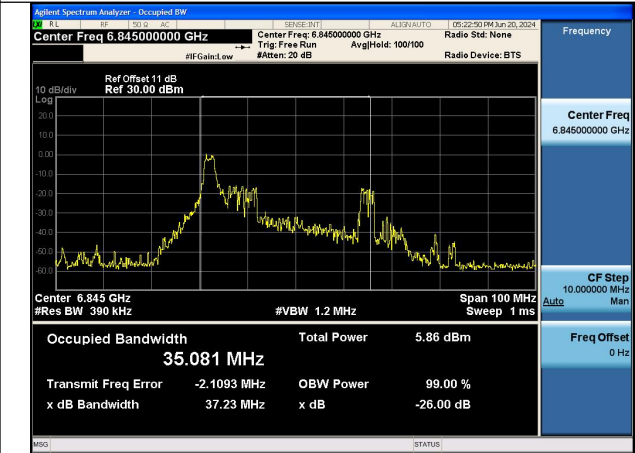 Agilent Spectrum Analyzer - Occupied BW
RL RF 50 Ω AC SENSE:INT ALIGN AUTO 05:22:50 PM Jun 20, 2024
Center Freq 6.845000000 GHz
Center Freq: 6.845000000 GHz
Radio Std: None
Trig: Free Run Avg|Hold: 100/100
#IFGain:Low #Atten: 20 dB Radio Device: BTS
Frequency
Ref Offset 11 dB
10 dB/div Ref 30.00 dBm
Log
20.0
10.0
0.00
-10.0
-20.0
-30.0
-40.0
-50.0
-60.0
Center 6.845 GHz Span 100 MHz
#Res BW 390 kHz #VBW 1.2 MHz Sweep 1 ms
Center Freq
6.845000000 GHz
CF Step
10.000000 MHz
Auto Man
Freq Offset
0 Hz
Occupied Bandwidth Total Power 5.86 dBm
35.081 MHz
Transmit Freq Error -2.1093 MHz OBW Power 99.00 %
x dB Bandwidth 37.23 MHz x dB -26.00 dB
MSG STATUS